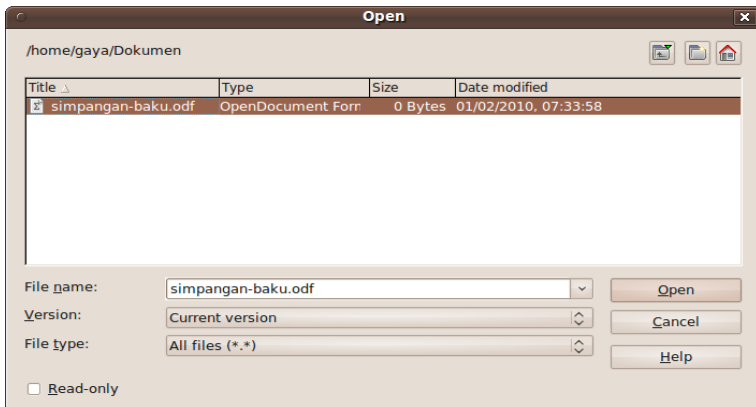 Open
/home/gaya/Dokumen
Title Type Size Date modified
simpangan-baku.odf OpenDocument Forr 0 Bytes 01/02/2010, 07:33:58
File name: simpangan-baku.odf Open
Version: Current version Cancel
File type: All files (*.*) Help
Read-only